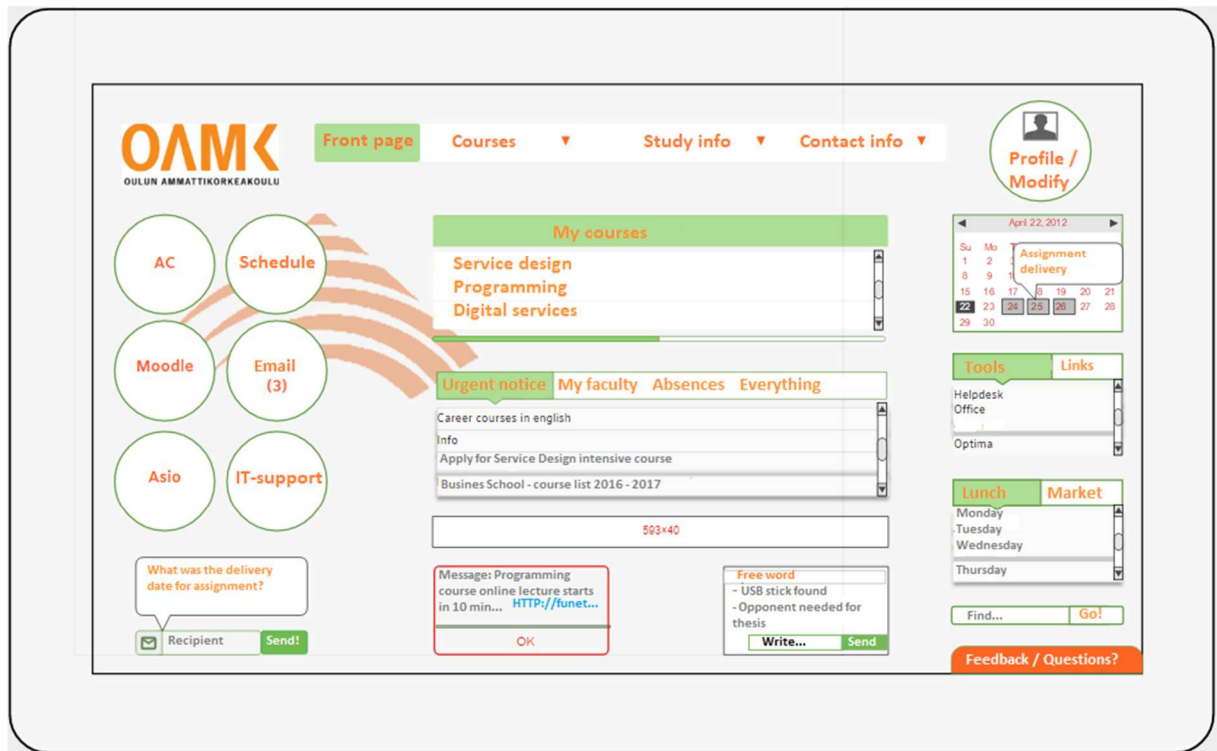 OAMK
OULUN AMMATTIKORKEAKOULU
Front page
Courses ▼
Study info ▼
Contact info ▼
Profile /
Modify
AC
Schedule
Moodle
Email
(3)
Asio
IT-support
What was the delivery
date for assignment?
Recipient
Send!
My courses
Service design
Programming
Digital services
Urgent notice My faculty Absences Everything
Career courses in english
Info
Apply for Service Design intensive course
Busines School - course list 2016 - 2017
593×40
Message: Programming
course online lecture starts
in 10 min... HTTP://funet...
OK
Free word
- USB stick found
- Opponent needed for
thesis
Write... Send
◀ April 22, 2012 ▶
Su Mo
1 2
8 9
15 16 17 18 19 20 21
22 23 24 25 26 27 28
29 30
Assignment
delivery
Tools Links
Helpdesk
Office
Optima
Lunch Market
Monday
Tuesday
Wednesday
Thursday
Find... Go!
Feedback / Questions?